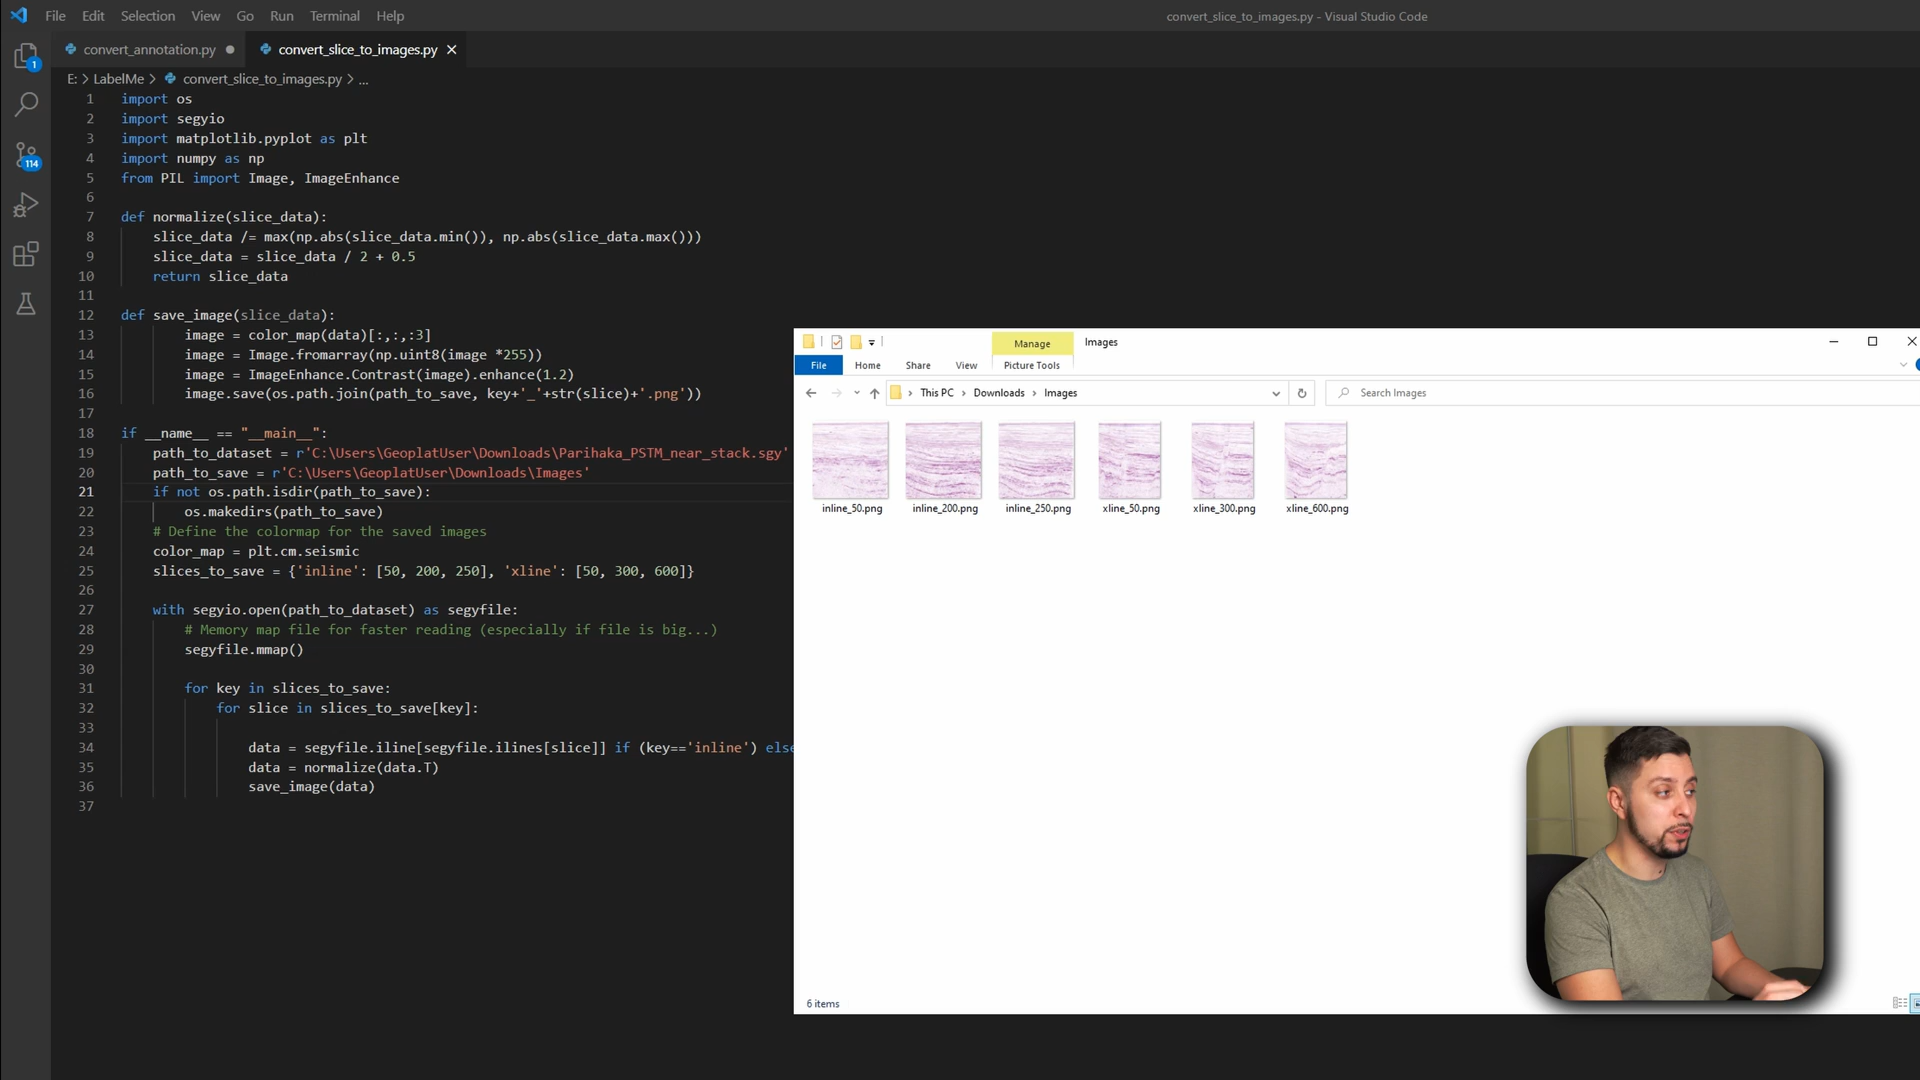 File Edit Selection View Go Run Terminal Help
convert_slice_to_images.py - Visual Studio Code
convert_annotation.py
convert_slice_to_images.py
E: > LabelMe > convert_slice_to_images.py > ...
1
114
1 import os
2 import segyio
3 import matplotlib.pyplot as plt
4 import numpy as np
5 from PIL import Image, ImageEnhance
6
7 def normalize(slice_data):
8 slice_data /= max(np.abs(slice_data.min()), np.abs(slice_data.max()))
9 slice_data = slice_data / 2 + 0.5
10 return slice_data
11
12 def save_image(slice_data):
13 image = color_map(data)[:,:,:3]
14 image = Image.fromarray(np.uint8(image *255))
15 image = ImageEnhance.Contrast(image).enhance(1.2)
16 image.save(os.path.join(path_to_save, key+'_'+str(slice)+'.png'))
17
18 if __name__ == "__main__":
19 path_to_dataset = r'C:\Users\GeoplatUser\Downloads\Parihaka_PSTM_near_stack.sgy'
20 path_to_save = r'C:\Users\GeoplatUser\Downloads\Images'
21 if not os.path.isdir(path_to_save):
22 os.makedirs(path_to_save)
23 # Define the colormap for the saved images
24 color_map = plt.cm.seismic
25 slices_to_save = {'inline': [50, 200, 250], 'xline': [50, 300, 600]}
26
27 with segyio.open(path_to_dataset) as segyfile:
28 # Memory map file for faster reading (especially if file is big...)
29 segyfile.mmap()
30
31 for key in slices_to_save:
32 for slice in slices_to_save[key]:
33
34 data = segyfile.iline[segyfile.ilines[slice]] if (key=='inline') else
35 data = normalize(data.T)
36 save_image(data)
37
Manage
Images
File Home Share View Picture Tools
This PC > Downloads > Images
Search Images
inline_50.png inline_200.png inline_250.png xline_50.png xline_300.png xline_600.png
6 items